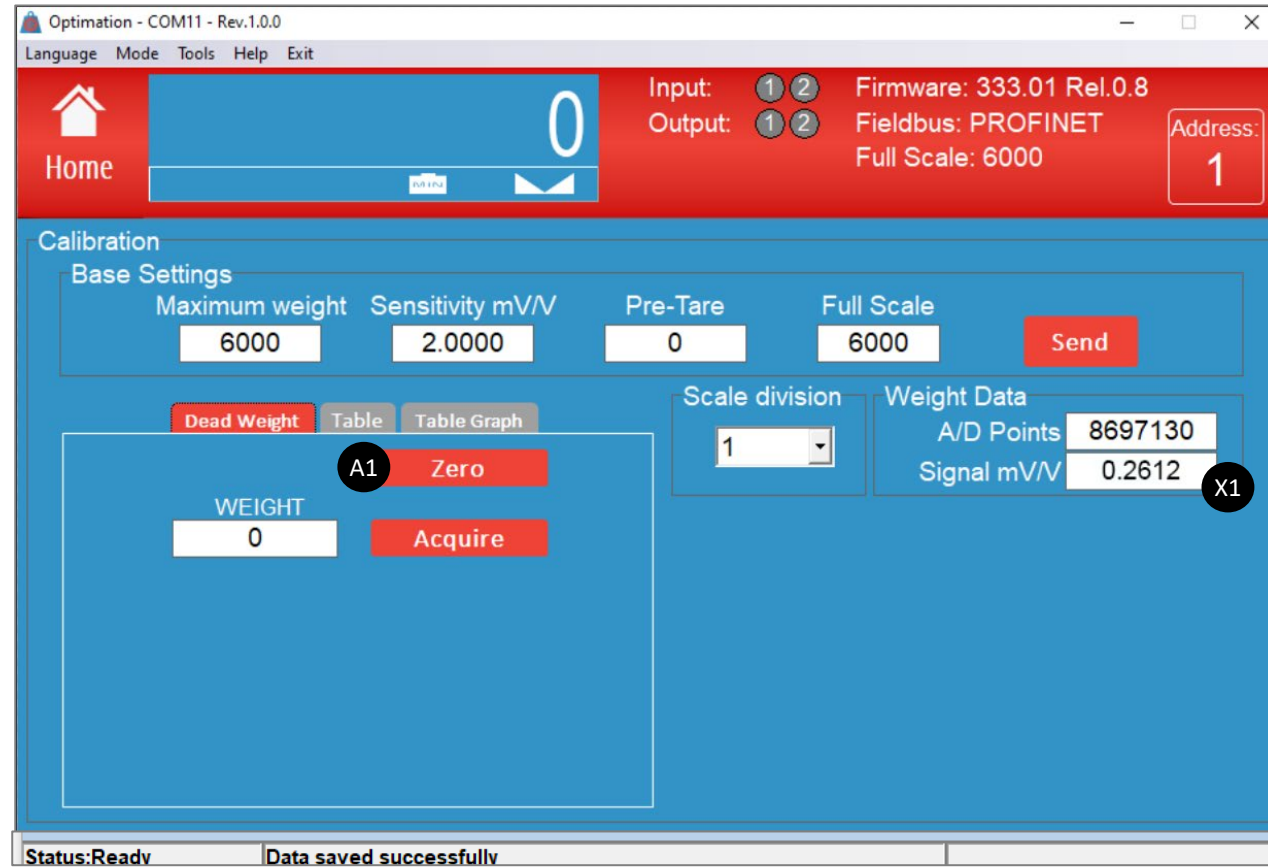 Optimation - COM11 - Rev.1.0.0
Language Mode Tools Help Exit
Home
0
MIN
Input: 1 2
Output: 1 2
Firmware: 333.01 Rel.0.8
Fieldbus: PROFINET
Full Scale: 6000
Address:
1
Calibration
Base Settings
Maximum weight Sensitivity mV/V Pre-Tare Full Scale
6000 2.0000 0 6000 Send
Dead Weight Table Table Graph
A1 Zero
WEIGHT
0 Acquire
Scale division
1
Weight Data
A/D Points 8697130
Signal mV/V 0.2612 X1
Status:Ready Data saved successfully